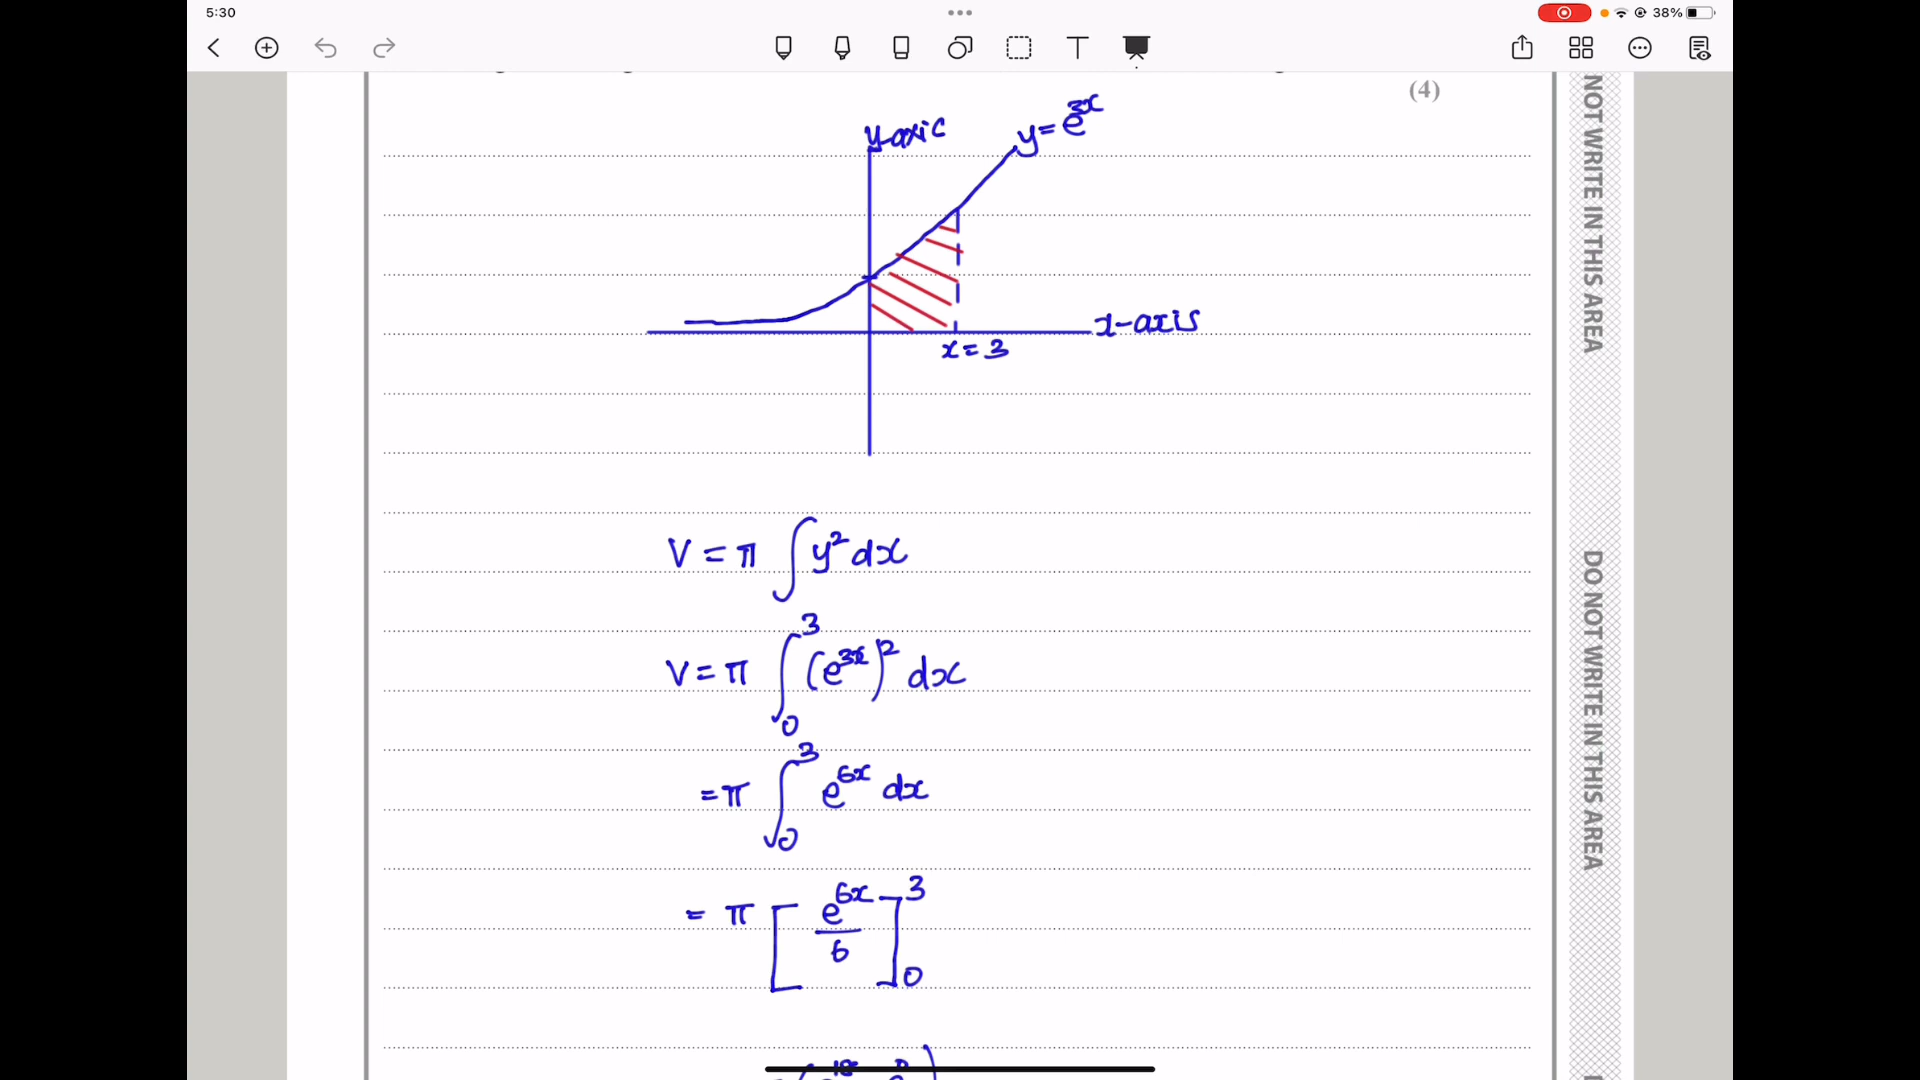 5:30
38%
(4)
y-axis
y = e^{3x}
x-axis
x = 3
V = π ∫ y² dx
V = π ∫₀³ (e^{3x})² dx
= π ∫₀³ e^{6x} dx
= π [ e^{6x} / 6 ]₀³
NOT WRITE IN THIS AREA
DO NOT WRITE IN THIS AREA